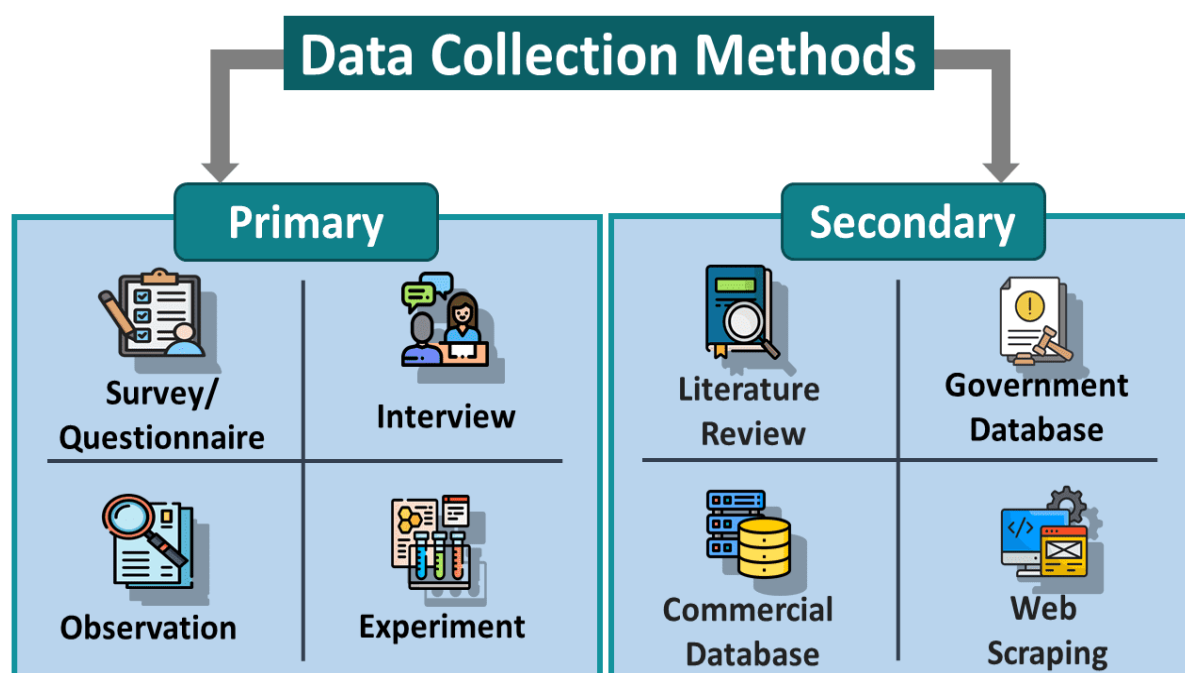 Data Collection Methods
Primary
Survey/
Questionnaire
Interview
Observation
Experiment
Secondary
Literature
Review
Government
Database
Commercial
Database
Web
Scraping